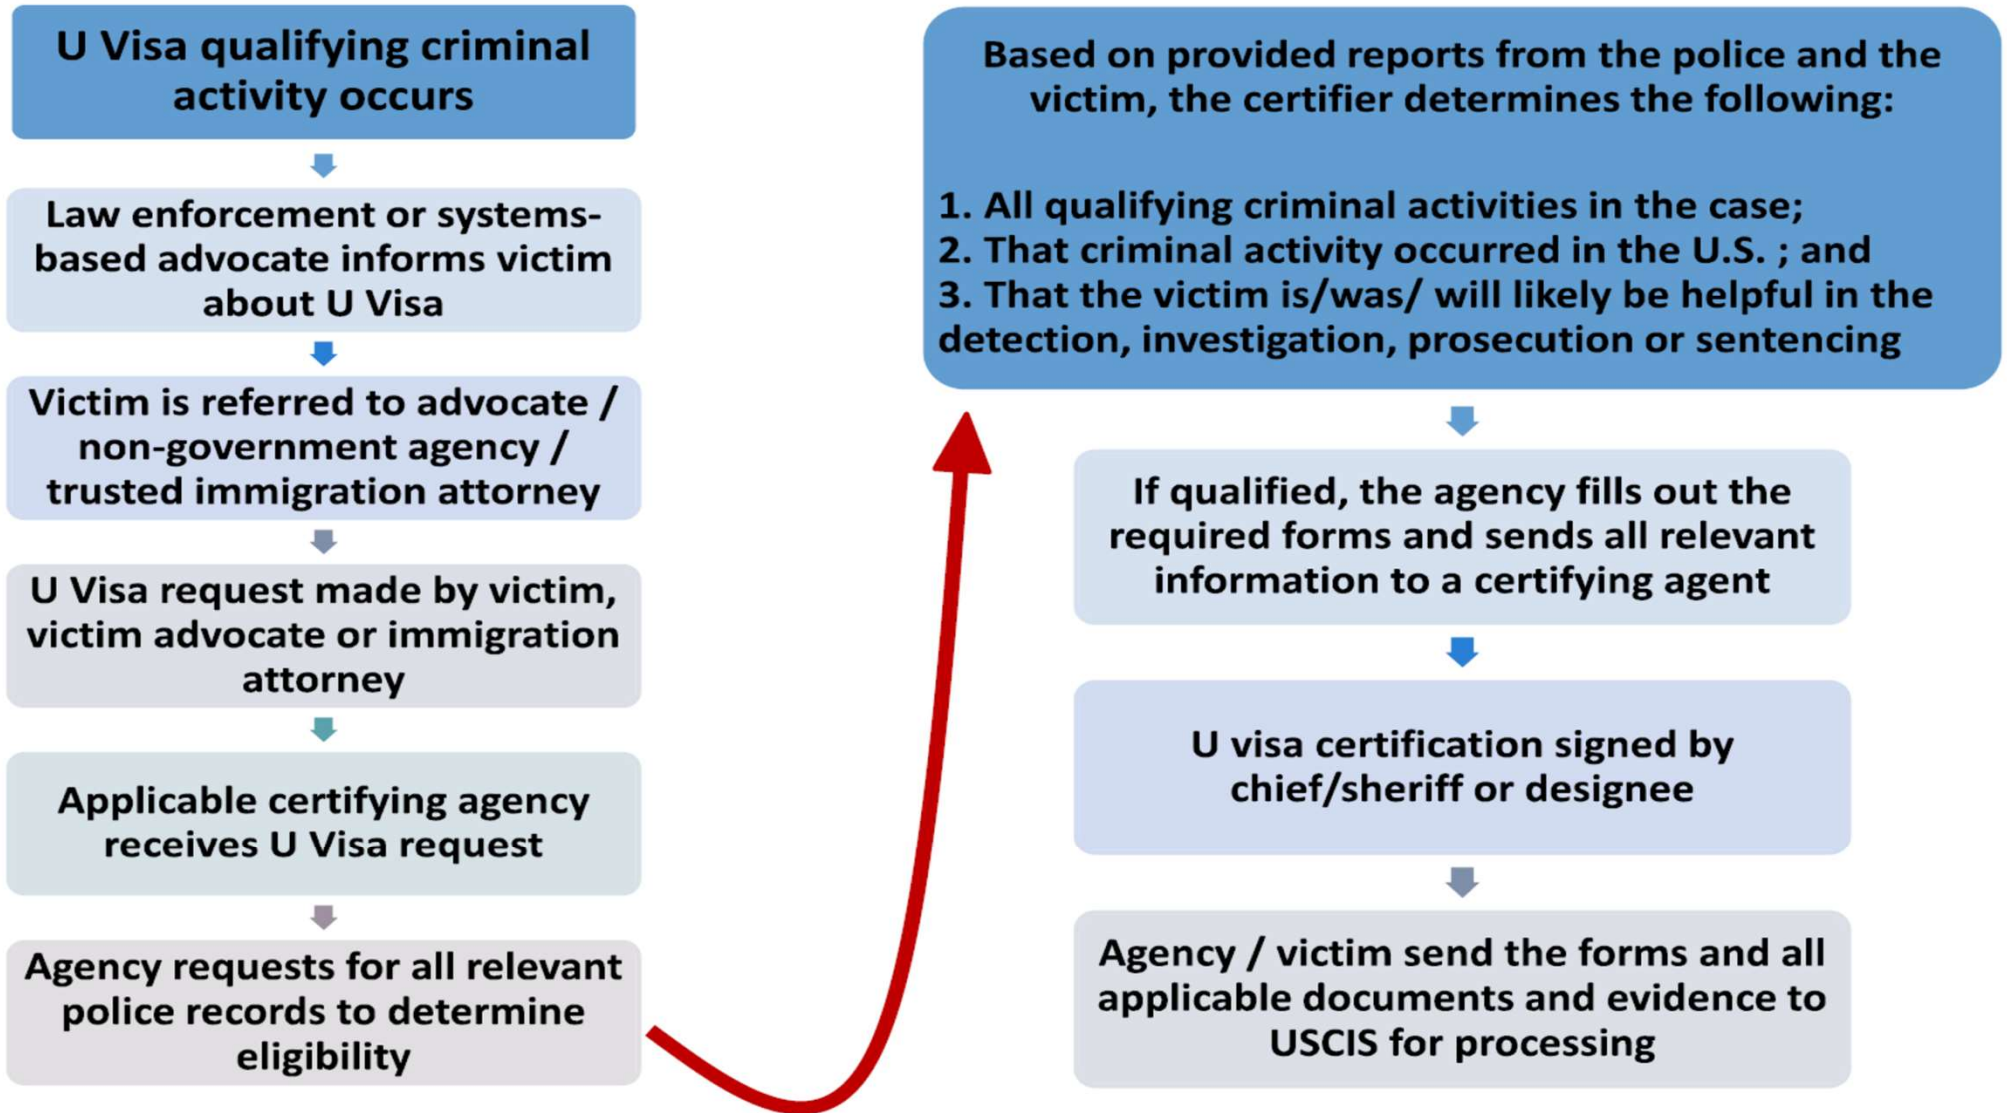 U Visa qualifying criminal
activity occurs
Law enforcement or systems-
based advocate informs victim
about U Visa
Victim is referred to advocate /
non-government agency /
trusted immigration attorney
U Visa request made by victim,
victim advocate or immigration
attorney
Applicable certifying agency
receives U Visa request
Agency requests for all relevant
police records to determine
eligibility
Based on provided reports from the police and the
victim, the certifier determines the following:
1. All qualifying criminal activities in the case;
2. That criminal activity occurred in the U.S. ; and
3. That the victim is/was/ will likely be helpful in the
detection, investigation, prosecution or sentencing
If qualified, the agency fills out the
required forms and sends all relevant
information to a certifying agent
U visa certification signed by
chief/sheriff or designee
Agency / victim send the forms and all
applicable documents and evidence to
USCIS for processing